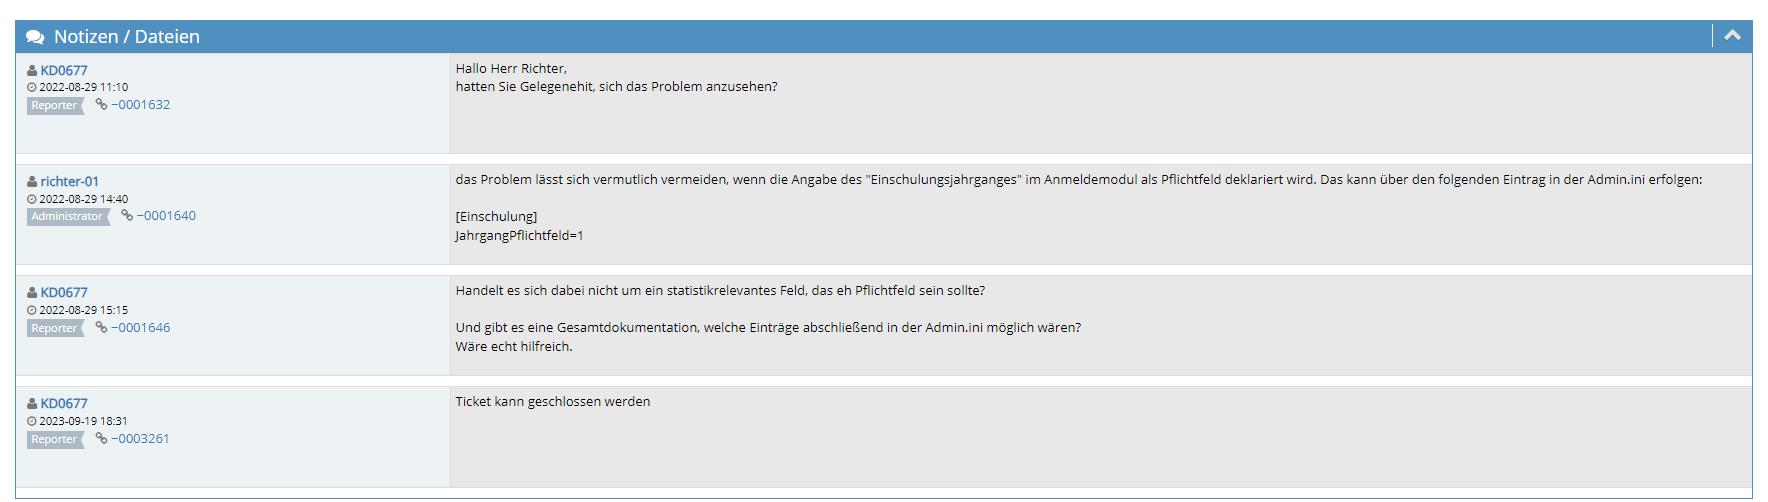 Notizen / Dateien
KD0677
2022-08-29 11:10
Reporter ~0001632
Hallo Herr Richter,
hatten Sie Gelegenehit, sich das Problem anzusehen?
richter-01
2022-08-29 14:40
Administrator ~0001640
das Problem lässt sich vermutlich vermeiden, wenn die Angabe des "Einschulungsjahrganges" im Anmeldemodul als Pflichtfeld deklariert wird. Das kann über den folgenden Eintrag in der Admin.ini erfolgen:
[Einschulung]
JahrgangPflichtfeld=1
KD0677
2022-08-29 15:15
Reporter ~0001646
Handelt es sich dabei nicht um ein statistikrelevantes Feld, das eh Pflichtfeld sein sollte?
Und gibt es eine Gesamtdokumentation, welche Einträge abschließend in der Admin.ini möglich wären?
Wäre echt hilfreich.
KD0677
2023-09-19 18:31
Reporter ~0003261
Ticket kann geschlossen werden